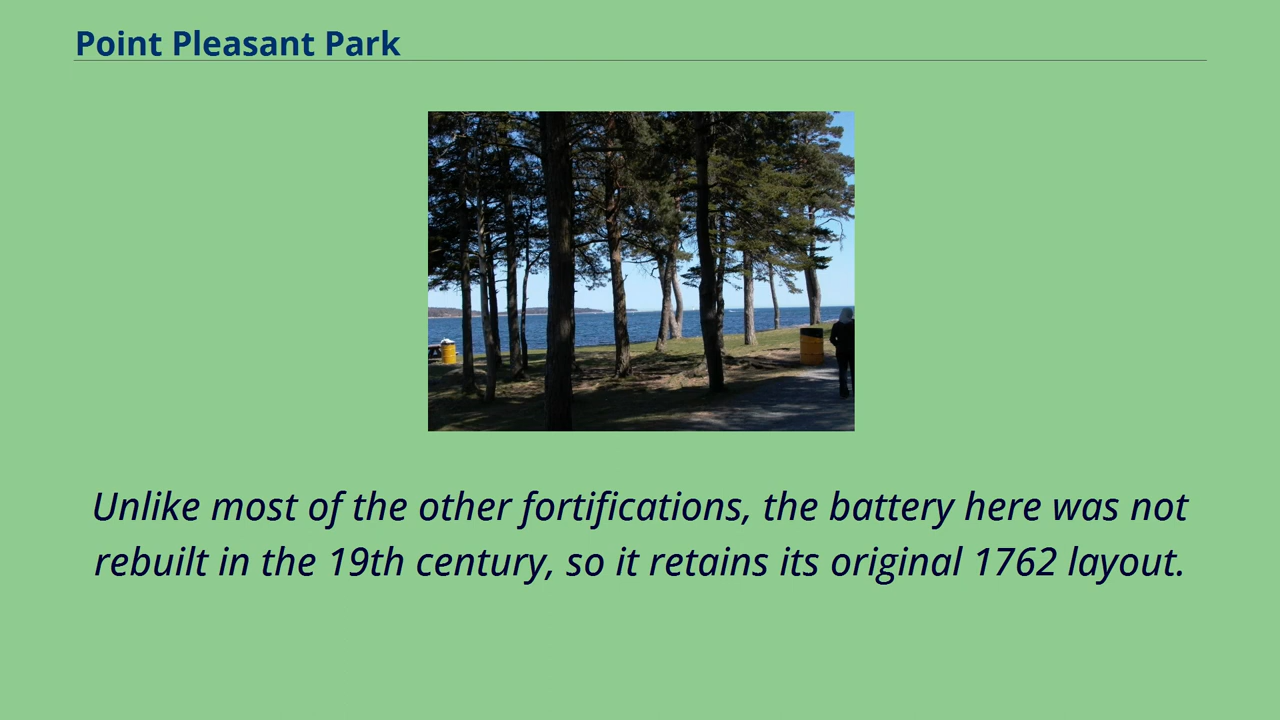 Point Pleasant Park
Unlike most of the other fortifications, the battery here was not
rebuilt in the 19th century, so it retains its original 1762 layout.